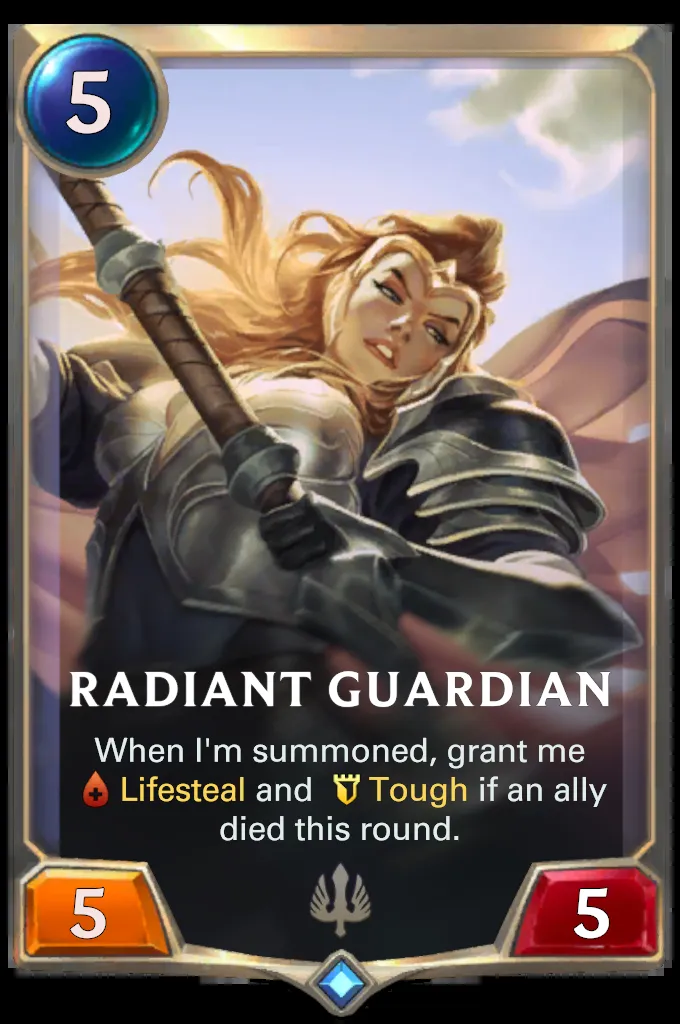 5
RADIANT GUARDIAN
When I'm summoned, grant me
Lifesteal and Tough if an ally
died this round.
5 5